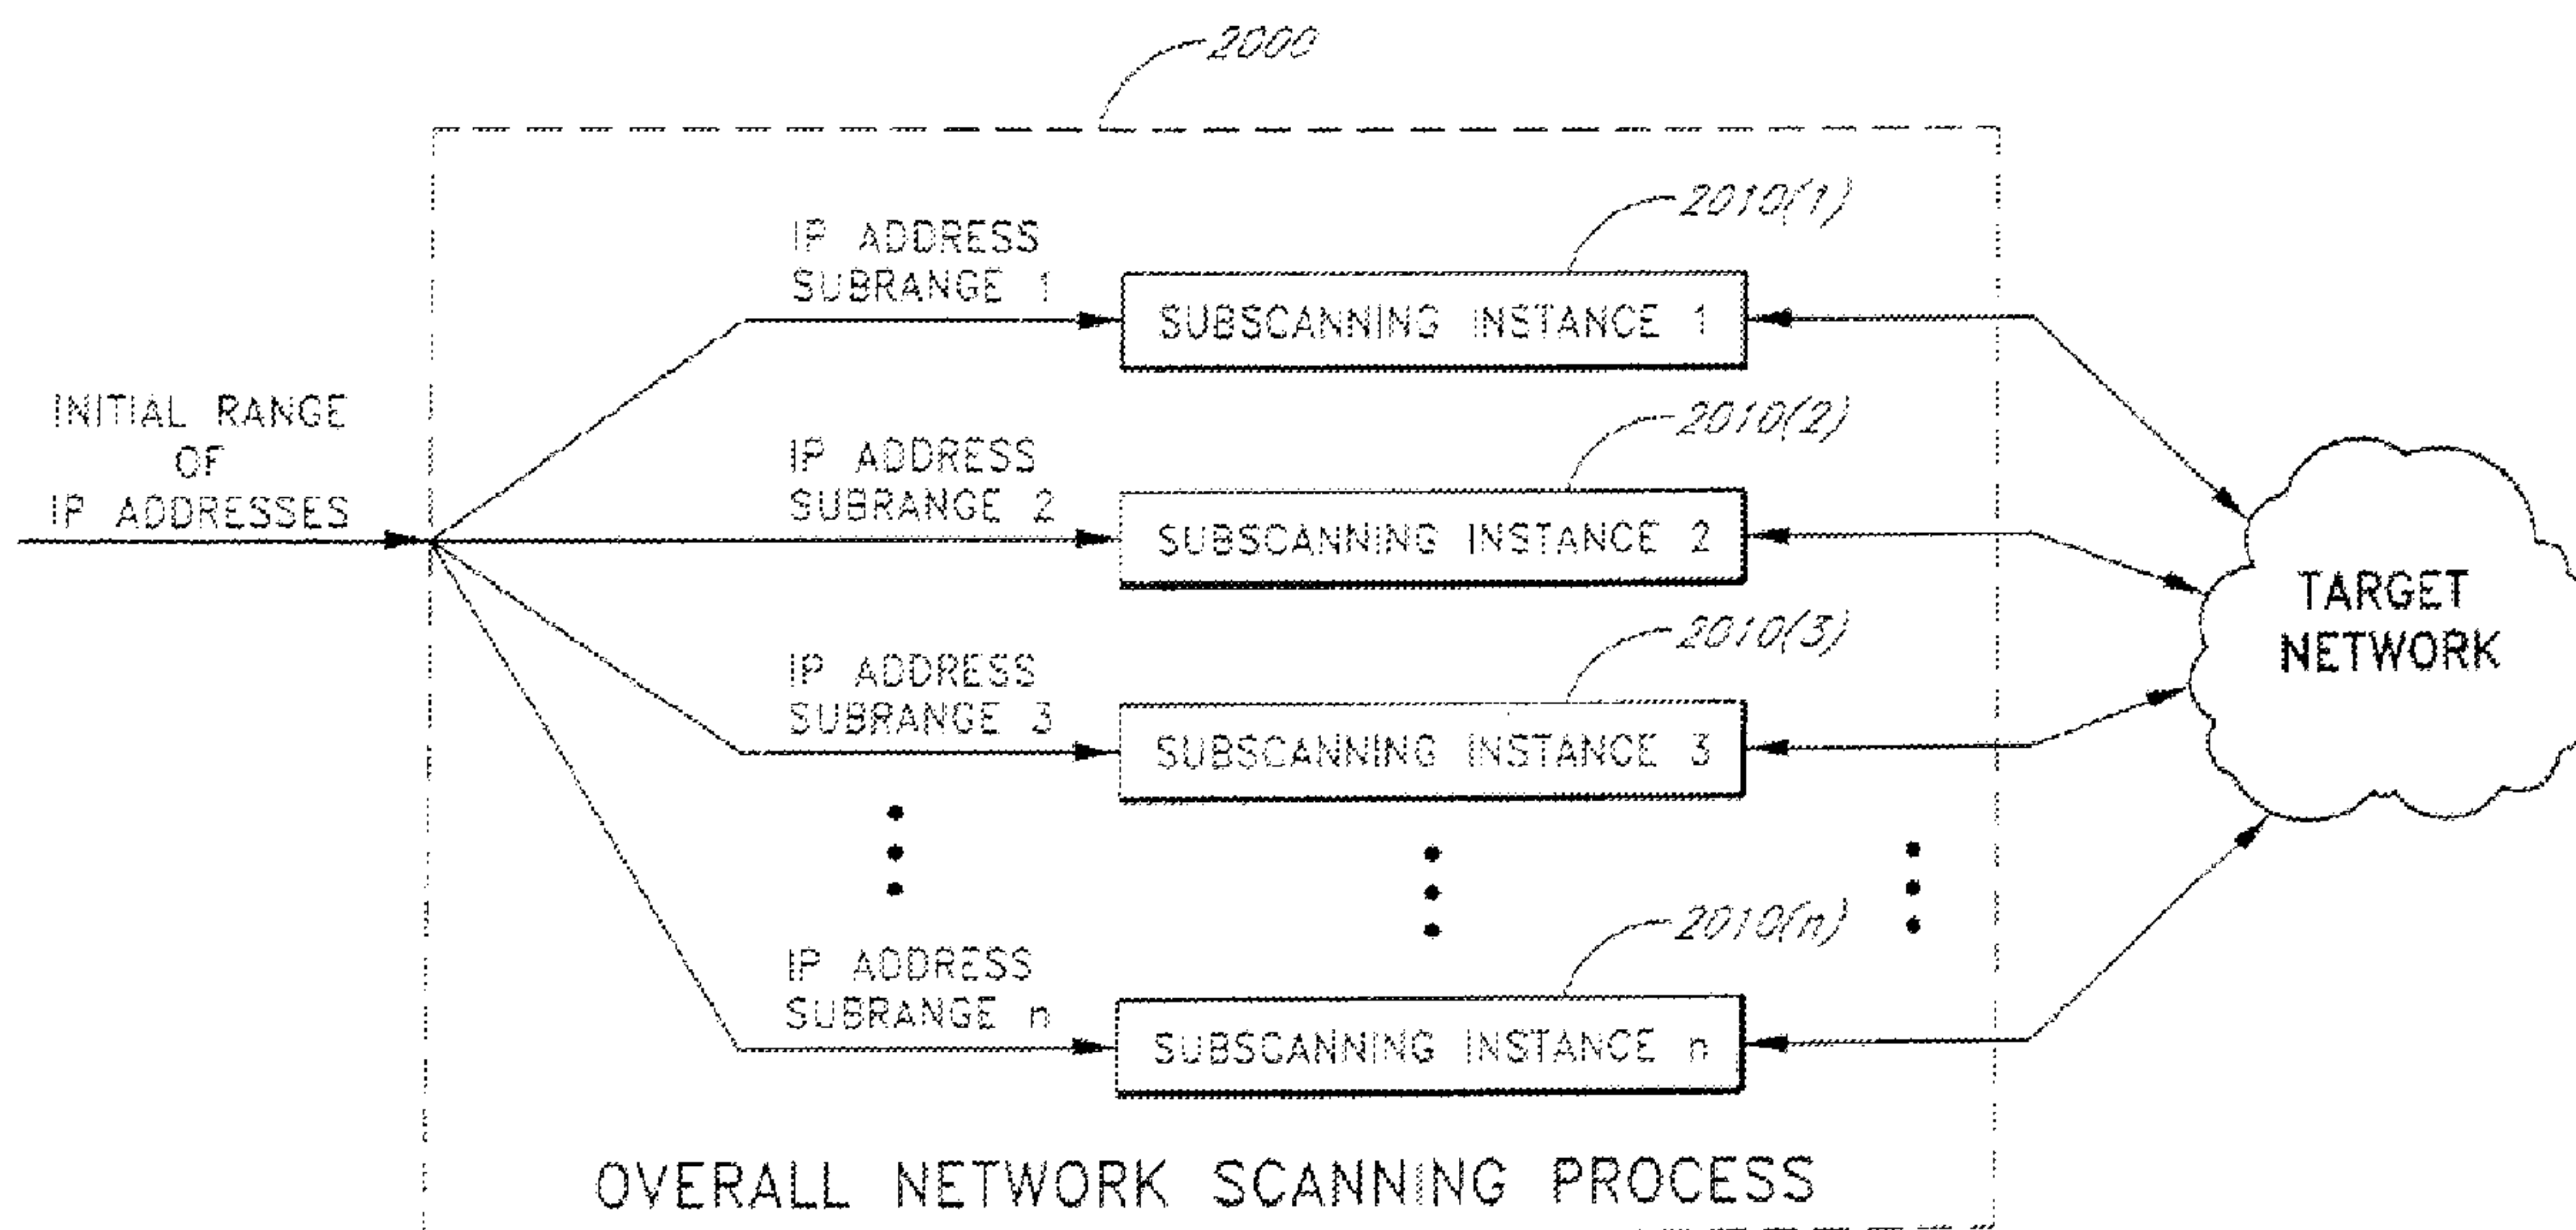 2000
2010(1)
IP ADDRESS
SUBRANGE 1
SUBSCANNING INSTANCE 1
INITIAL RANGE
OF
IP ADDRESSES
2010(2)
IP ADDRESS
SUBRANGE 2
SUBSCANNING INSTANCE 2
TARGET
NETWORK
2010(3)
IP ADDRESS
SUBRANGE 3
SUBSCANNING INSTANCE 3
2010(n)
IP ADDRESS
SUBRANGE n
SUBSCANNING INSTANCE n
OVERALL NETWORK SCANNING PROCESS